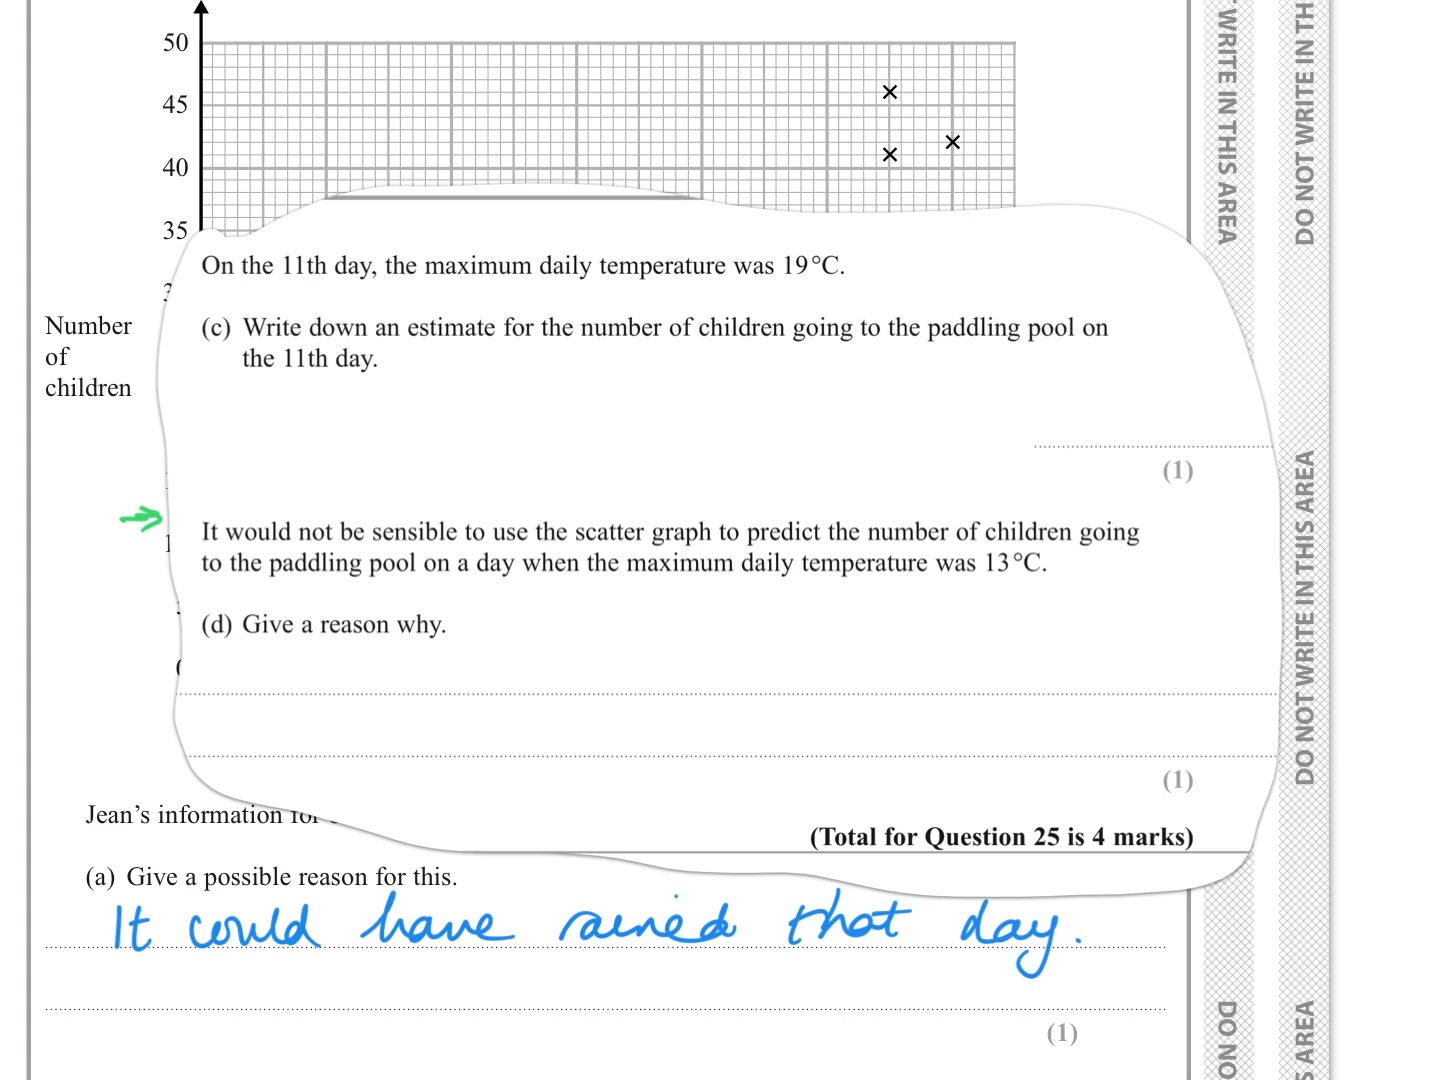 50
45
40
35
Number
of
children
On the 11th day, the maximum daily temperature was 19°C.
(c) Write down an estimate for the number of children going to the paddling pool on
the 11th day.
(1)
It would not be sensible to use the scatter graph to predict the number of children going
to the paddling pool on a day when the maximum daily temperature was 13°C.
(d) Give a reason why.
(1)
Jean's information
(Total for Question 25 is 4 marks)
(a) Give a possible reason for this.
It could have rained that day.
(1)
WRITE IN THIS AREA
DO NOT WRITE IN TH
DO NOT WRITE IN THIS AREA
DO NO
S AREA